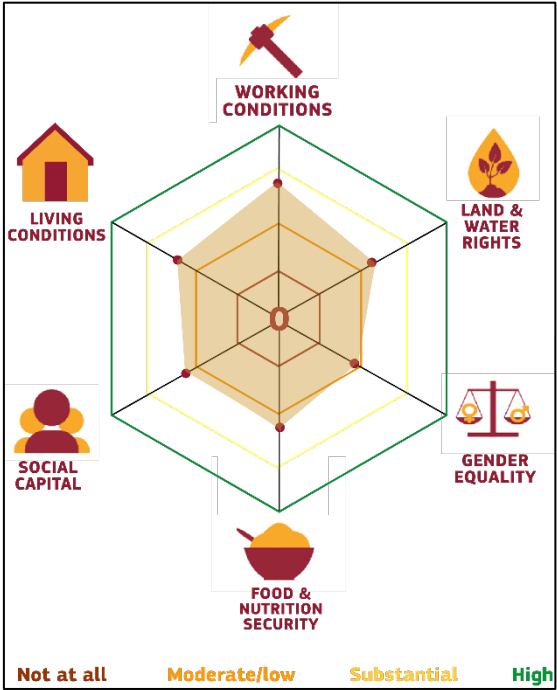 WORKING
CONDITIONS
LIVING
CONDITIONS
LAND &
WATER
RIGHTS
0
SOCIAL
CAPITAL
GENDER
EQUALITY
FOOD &
NUTRITION
SECURITY
Not at all Moderate/low Substantial High